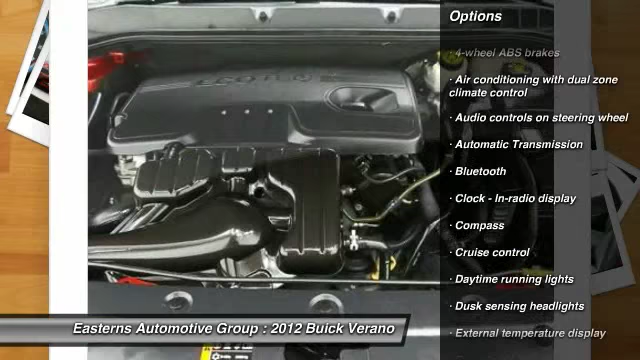 Options
· 4-wheel ABS brakes
· Air conditioning with dual zone
climate control
· Audio controls on steering wheel
· Automatic Transmission
· Bluetooth
· Clock - In-radio display
· Compass
· Cruise control
· Daytime running lights
· Dusk sensing headlights
· External temperature display
Easterns Automotive Group : 2012 Buick Verano